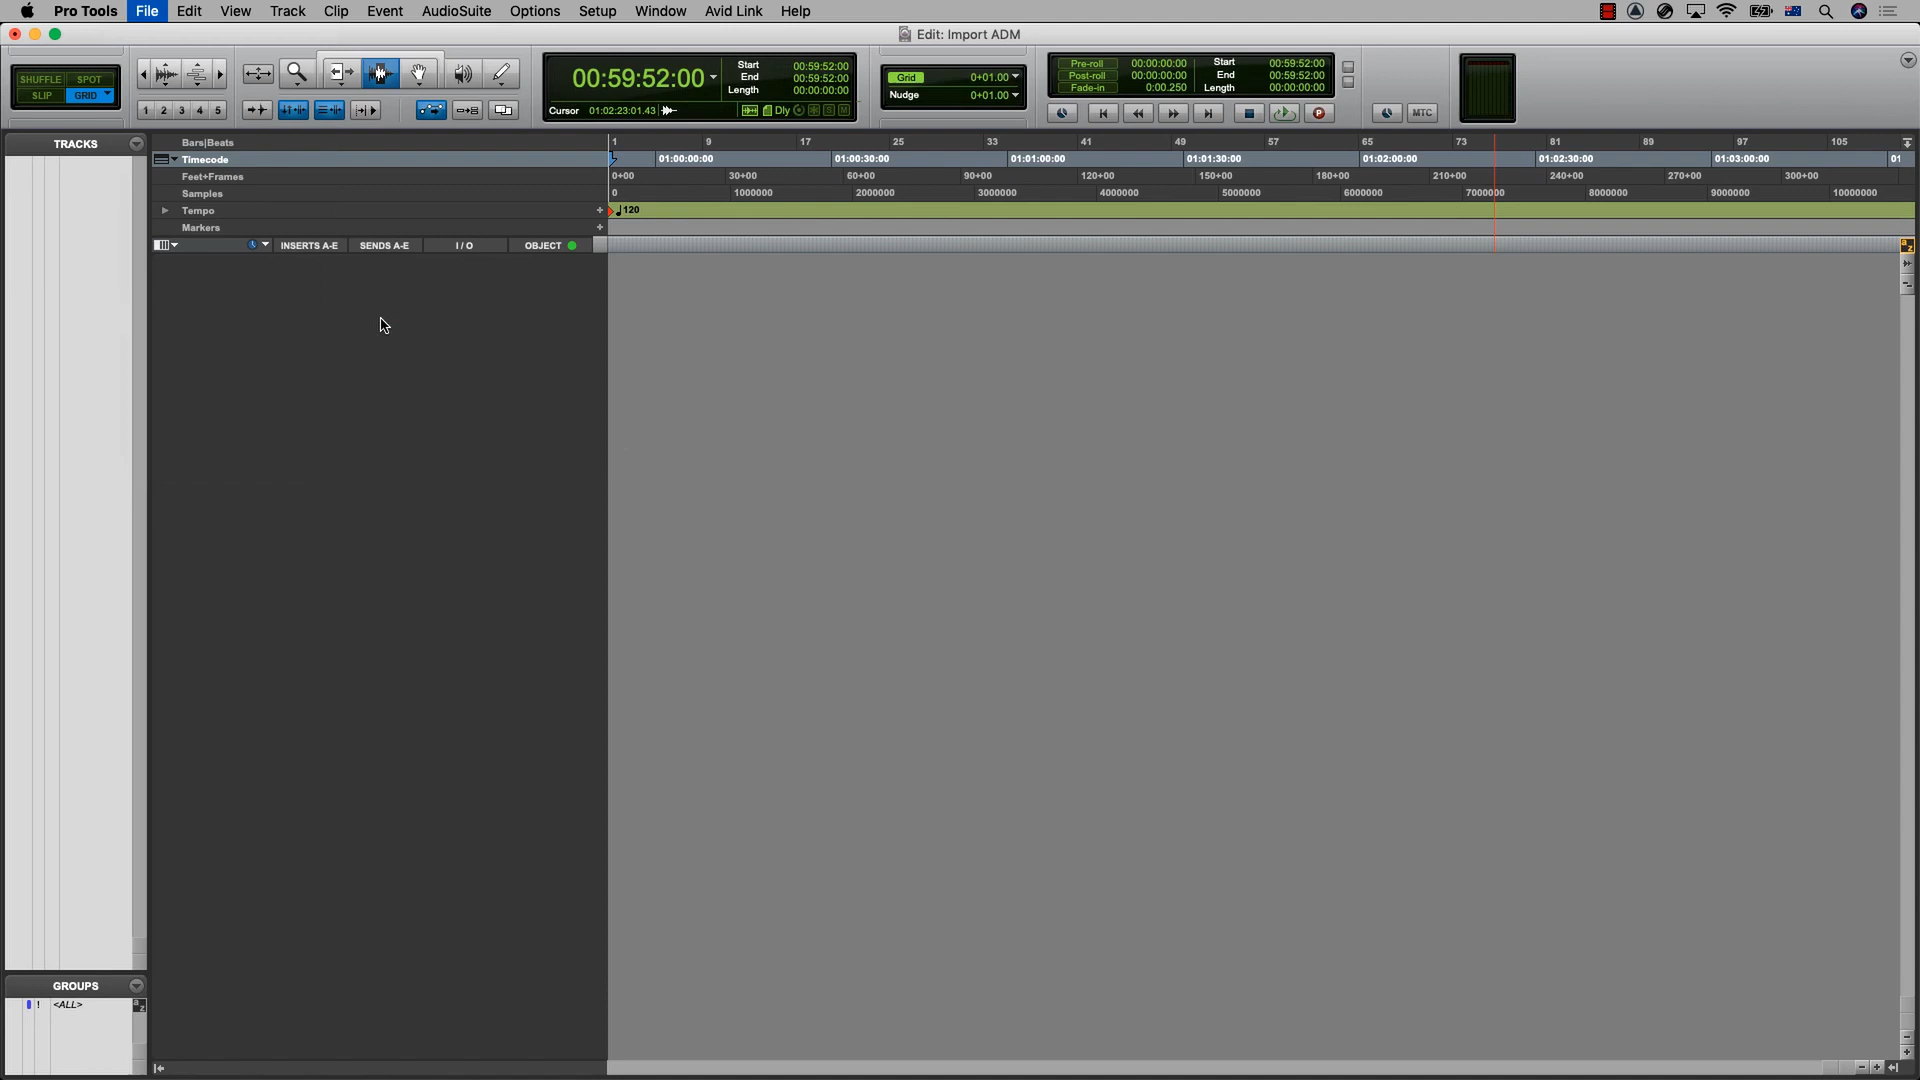 Pro Tools File Edit View Track Clip Event AudioSuite Options Setup Window Avid Link Help
Edit: Import ADM
SHUFFLE SPOT
SLIP GRID
1 2 3 4 5
00:59:52:00
Start 00:59:52:00
End 00:59:52:00
Length 00:00:00:00
Cursor 01:02:23:01.43 Dly S M
Grid 0+01.00
Nudge 0+01.00
Pre-roll 00:00:00:00
Post-roll 00:00:00:00
Fade-in 0:00.250
Start 00:59:52:00
End 00:59:52:00
Length 00:00:00:00
P MTC
TRACKS
Bars|Beats 1 9 17 25 33 41 49 57 65 73 81 89 97 105
Timecode 01:00:00:00 01:00:30:00 01:01:00:00 01:01:30:00 01:02:00:00 01:02:30:00 01:03:00:00 01
Feet+Frames 0+00 30+00 60+00 90+00 120+00 150+00 180+00 210+00 240+00 270+00 300+00
Samples 0 1000000 2000000 3000000 4000000 5000000 6000000 7000000 8000000 9000000 10000000
Tempo + 120
Markers +
INSERTS A-E SENDS A-E I / O OBJECT
a z
GROUPS
! <ALL> a z